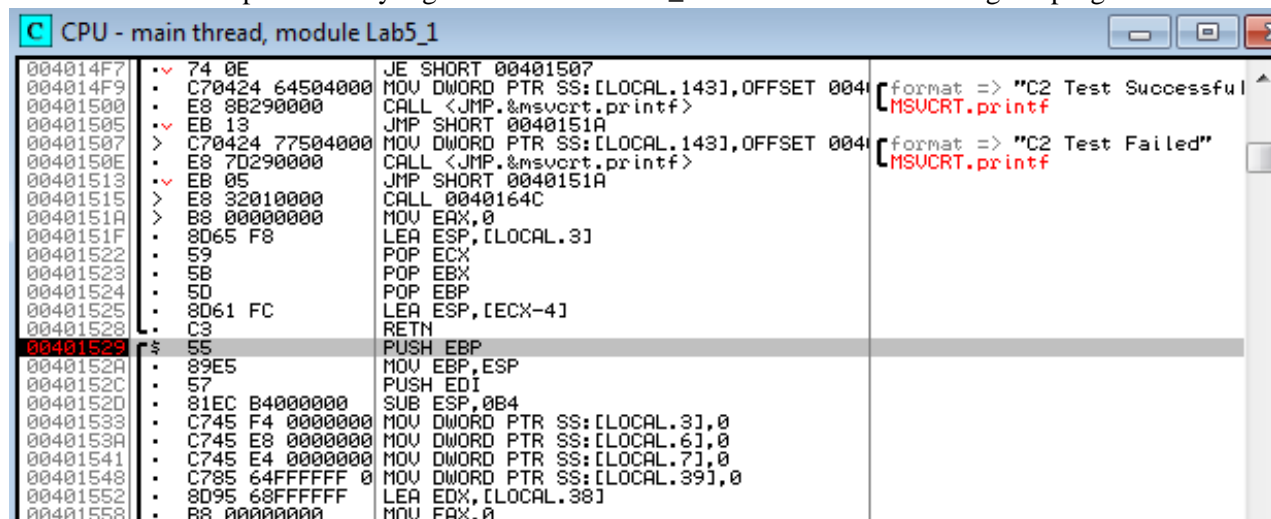 CPU - main thread, module Lab5_1
004014F7 74 0E JE SHORT 00401507
004014F9 C70424 64504000 MOV DWORD PTR SS:[LOCAL.143],OFFSET 004 format => "C2 Test Successful
00401500 E8 8B290000 CALL <JMP.&msvcrt.printf> MSVCRT.printf
00401505 EB 13 JMP SHORT 0040151A
00401507 > C70424 77504000 MOV DWORD PTR SS:[LOCAL.143],OFFSET 004 format => "C2 Test Failed"
0040150E E8 7D290000 CALL <JMP.&msvcrt.printf> MSVCRT.printf
00401513 EB 05 JMP SHORT 0040151A
00401515 > E8 32010000 CALL 0040164C
0040151A > B8 00000000 MOV EAX,0
0040151F 8D65 F8 LEA ESP,[LOCAL.3]
00401522 59 POP ECX
00401523 5B POP EBX
00401524 5D POP EBP
00401525 8D61 FC LEA ESP,[ECX-4]
00401528 C3 RETN
00401529 $ 55 PUSH EBP
0040152A 89E5 MOV EBP,ESP
0040152C 57 PUSH EDI
0040152D 81EC B4000000 SUB ESP,0B4
00401533 C745 F4 0000000 MOV DWORD PTR SS:[LOCAL.3],0
0040153A C745 E8 0000000 MOV DWORD PTR SS:[LOCAL.6],0
00401541 C745 E4 0000000 MOV DWORD PTR SS:[LOCAL.7],0
00401548 C785 64FFFFFF 0 MOV DWORD PTR SS:[LOCAL.39],0
00401552 8D95 68FFFFFF LEA EDX,[LOCAL.38]
00401558 B8 00000000 MOV EAX,0